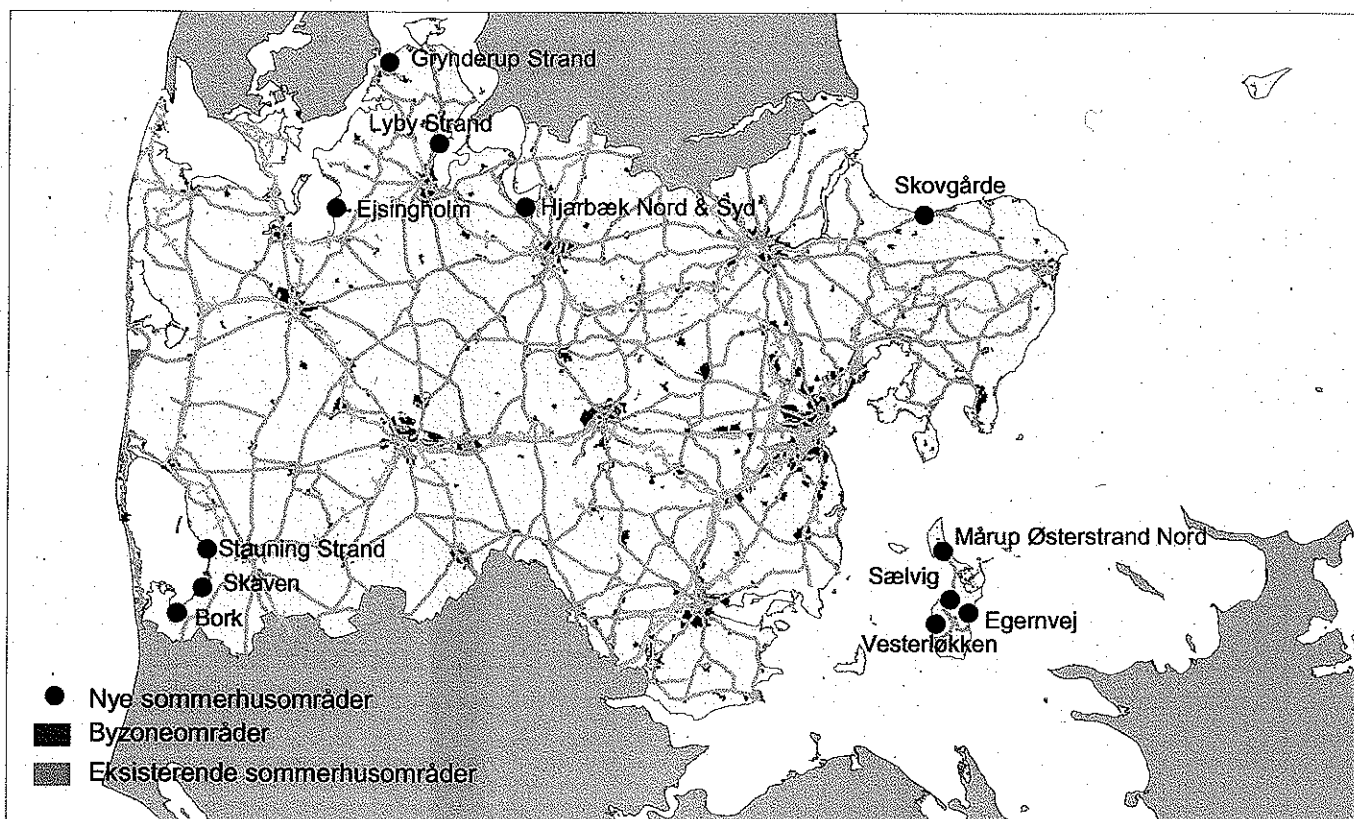 Grynderup Strand
Lyby Strand
Skovgårde
Ejsingholm
Hjarbæk Nord & Syd
Stauning Strand
Mårup Østerstrand Nord
Skaven
Sælvig
Bork
Egernvej
Vesterløkken
Nye sommerhusområder
Byzoneområder
Eksisterende sommerhusområder